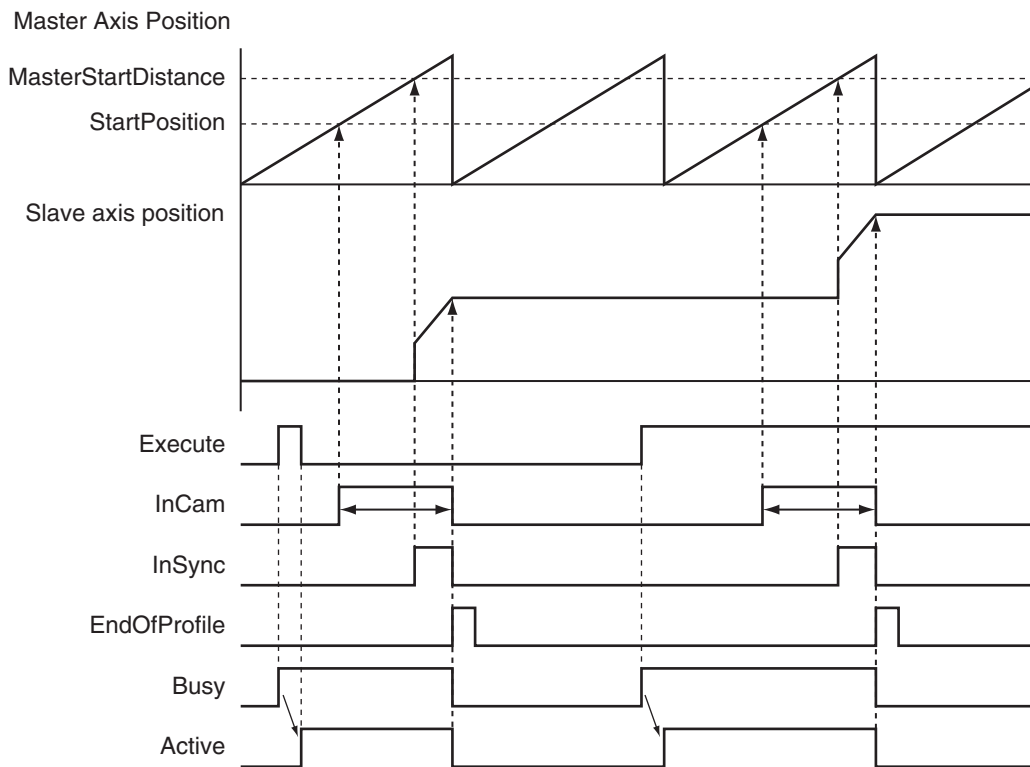 Master Axis Position
MasterStartDistance
StartPosition
Slave axis position
Execute
InCam
InSync
EndOfProfile
Busy
Active